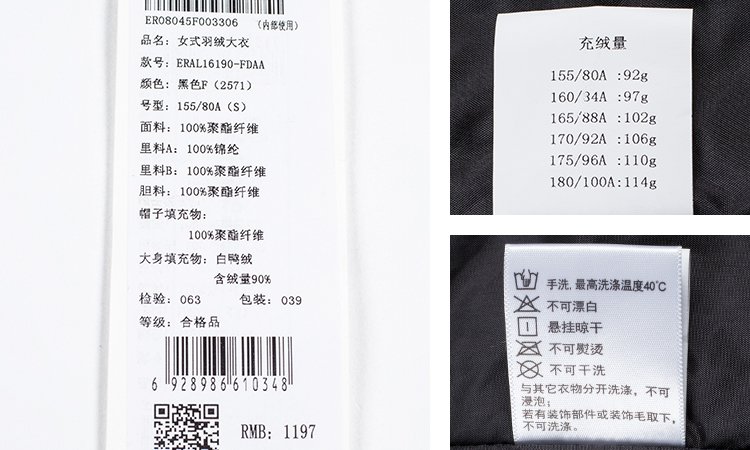 ER08045F003306 （内部使用）
品名：女式羽绒大衣
款号：ERAL16190-FDAA
颜色：黑色F（2571）
号型：155/80A（S）
面料：100%聚酯纤维
里料A：100%锦纶
里料B：100%聚酯纤维
胆料：100%聚酯纤维
帽子填充物：
100%聚酯纤维
大身填充物：白鸭绒
含绒量90%
检验：063 包装：039
等级：合格品
6 928986 610348
RMB：1197
充绒量
155/80A :92g
160/34A :97g
165/88A :102g
170/92A :106g
175/96A :110g
180/100A:114g
手洗,最高洗涤温度40℃
不可漂白
悬挂晾干
不可熨烫
不可干洗
与其它衣物分开洗涤，不可
浸泡；
若有装饰部件或装饰毛取下，
不可洗涤。